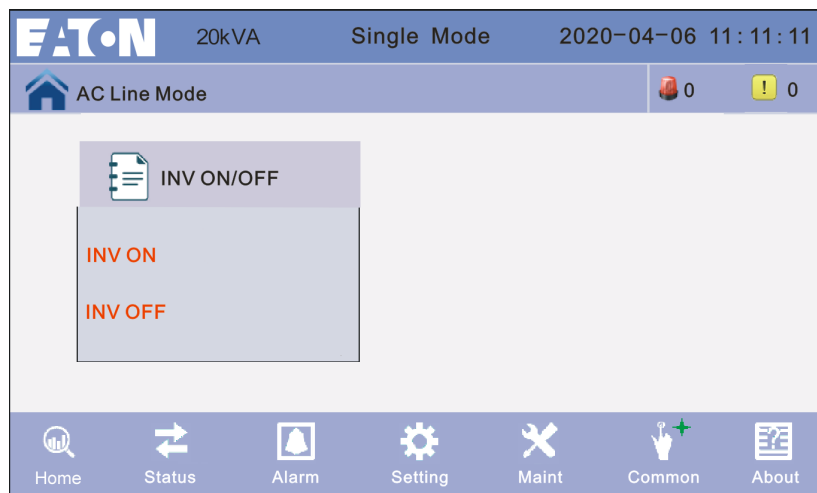 EATON 20kVA Single Mode 2020-04-06 11:11:11
AC Line Mode 0 ! 0
INV ON/OFF
INV ON
INV OFF
Home Status Alarm Setting Maint Common About